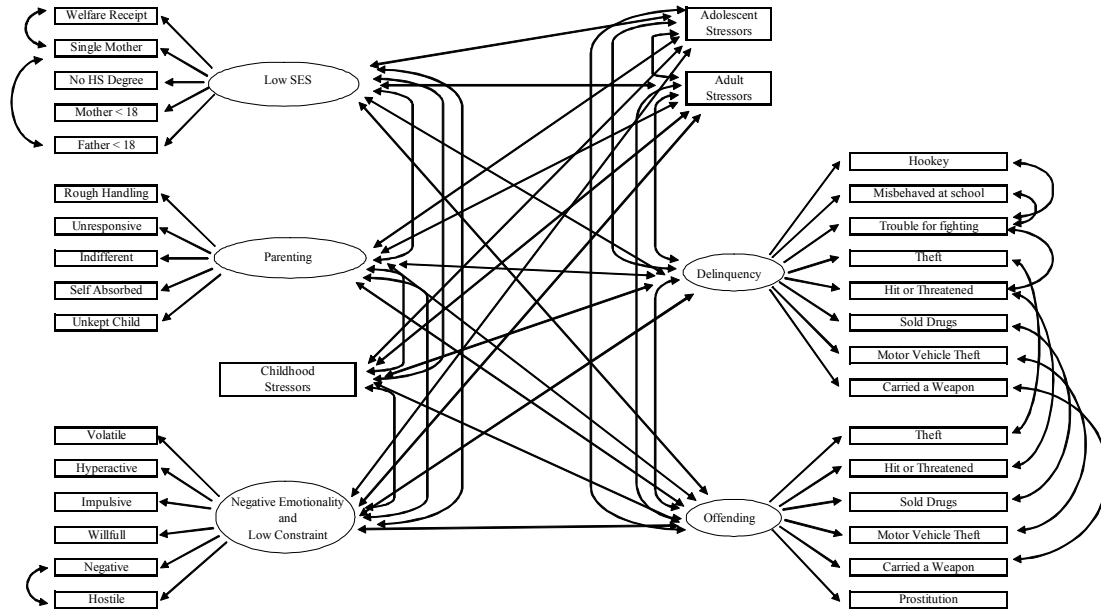 Welfare Receipt
Single Mother
No HS Degree
Mother < 18
Father < 18
Low SES
Rough Handling
Unresponsive
Indifferent
Self Absorbed
Unkept Child
Parenting
Childhood
Stressors
Volatile
Hyperactive
Impulsive
Willfull
Negative
Hostile
Negative Emotionality
and
Low Constraint
Adolescent
Stressors
Adult
Stressors
Delinquency
Hookey
Misbehaved at school
Trouble for fighting
Theft
Hit or Threatened
Sold Drugs
Motor Vehicle Theft
Carried a Weapon
Offending
Theft
Hit or Threatened
Sold Drugs
Motor Vehicle Theft
Carried a Weapon
Prostitution